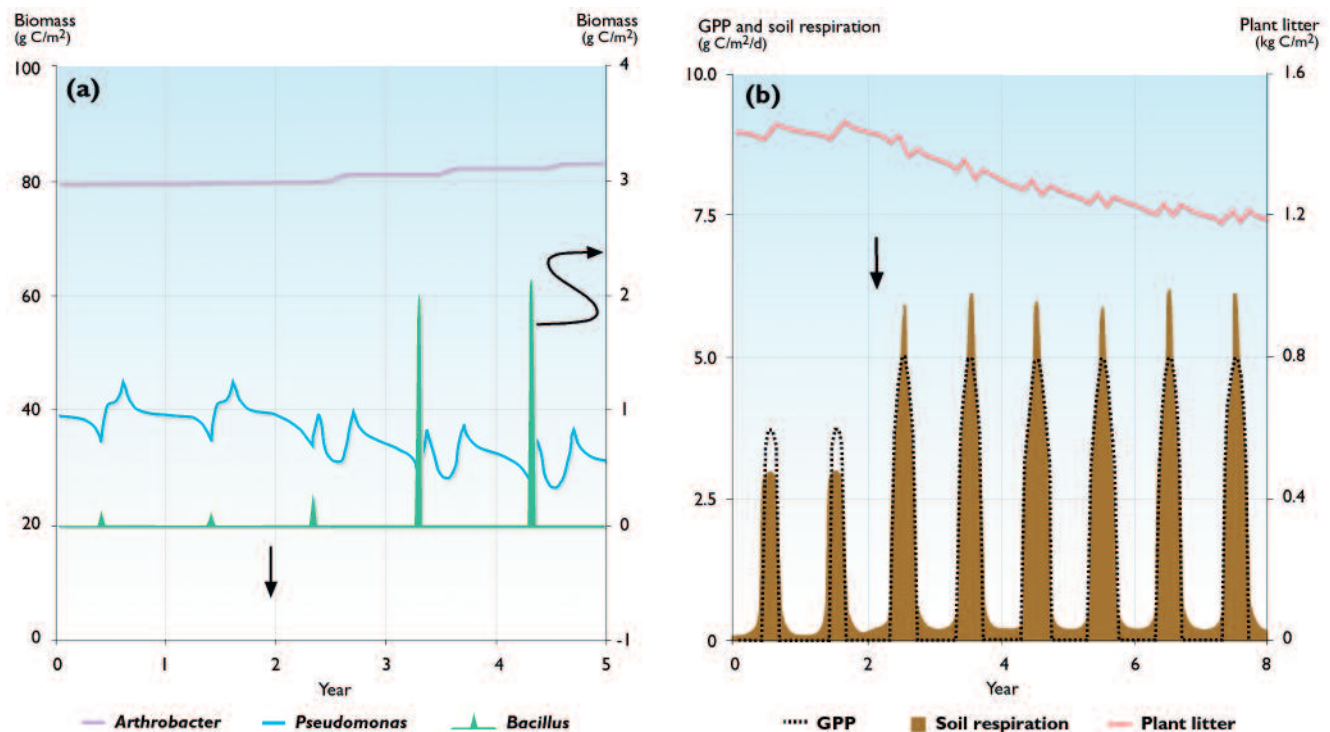 Biomass
(g C/m²)
Biomass
(g C/m²)
(a)
100
80
60
40
20
0
4
3
2
1
0
-1
0
1
2
3
4
5
Year
Arthrobacter
Pseudomonas
Bacillus
GPP and soil respiration
(g C/m²/d)
Plant litter
(kg C/m²)
(b)
10.0
7.5
5.0
2.5
0
1.6
1.2
0.8
0.4
0
0
2
4
6
8
Year
GPP
Soil respiration
Plant litter